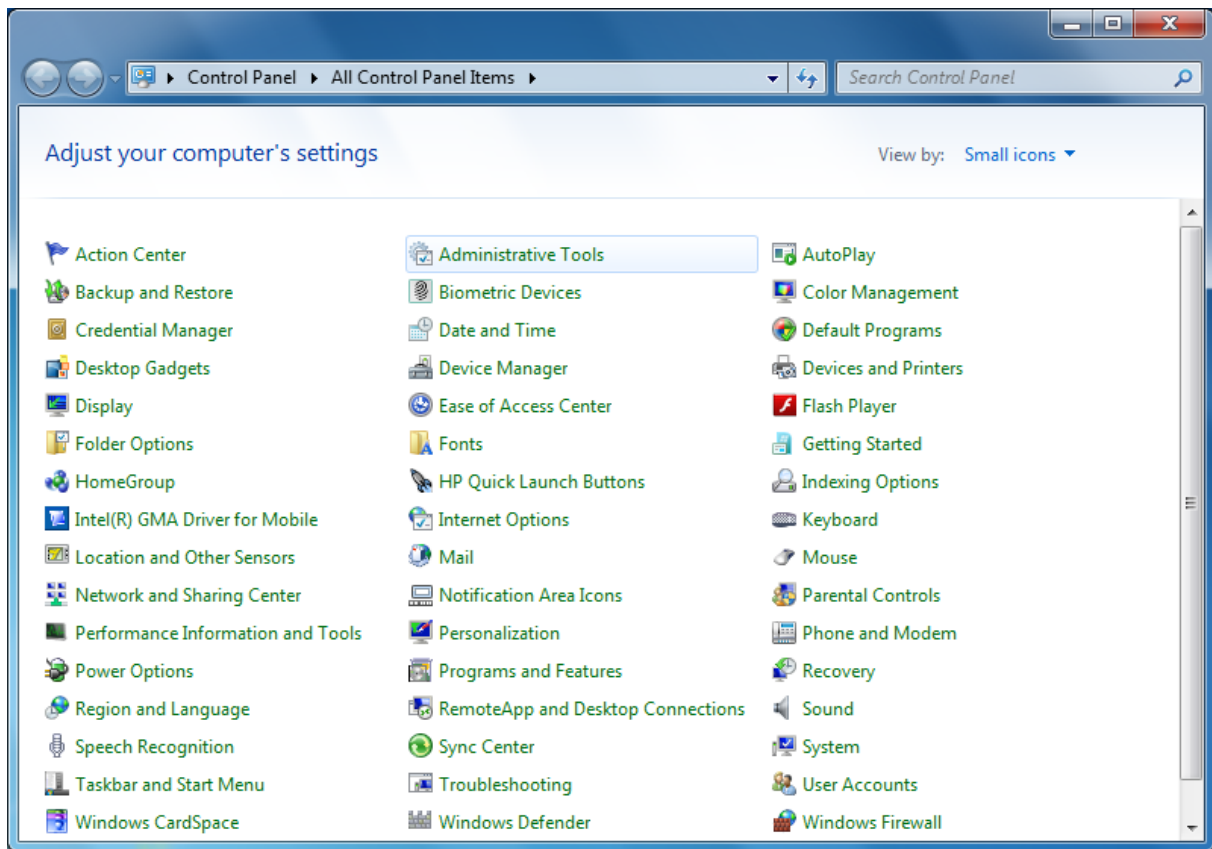 Control Panel All Control Panel Items Search Control Panel
Adjust your computer's settings View by: Small icons
Action Center Administrative Tools AutoPlay
Backup and Restore Biometric Devices Color Management
Credential Manager Date and Time Default Programs
Desktop Gadgets Device Manager Devices and Printers
Display Ease of Access Center Flash Player
Folder Options Fonts Getting Started
HomeGroup HP Quick Launch Buttons Indexing Options
Intel(R) GMA Driver for Mobile Internet Options Keyboard
Location and Other Sensors Mail Mouse
Network and Sharing Center Notification Area Icons Parental Controls
Performance Information and Tools Personalization Phone and Modem
Power Options Programs and Features Recovery
Region and Language RemoteApp and Desktop Connections Sound
Speech Recognition Sync Center System
Taskbar and Start Menu Troubleshooting User Accounts
Windows CardSpace Windows Defender Windows Firewall